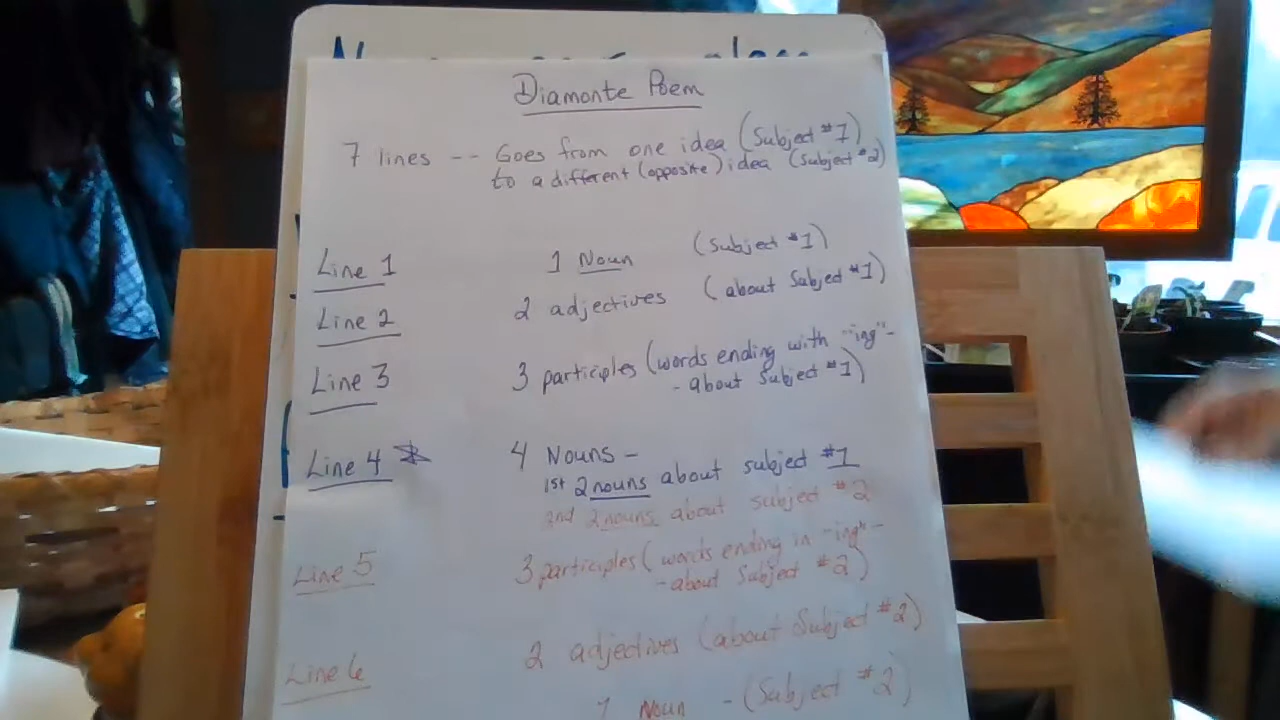 Diamonte Poem
7 lines -- Goes from one idea (Subject #1)
to a different (opposite) idea (Subject #2)
Line 1 1 Noun (Subject #1)
Line 2 2 adjectives (about Subject #1)
Line 3 3 participles (words ending with "ing" -
- about Subject #1)
Line 4 4 Nouns -
1st 2 nouns about subject #1
2nd 2 nouns about subject #2
Line 5 3 participles (words ending in "ing" -
- about Subject #2)
Line 6 2 adjectives (about Subject #2)
1 Noun - (Subject #2)